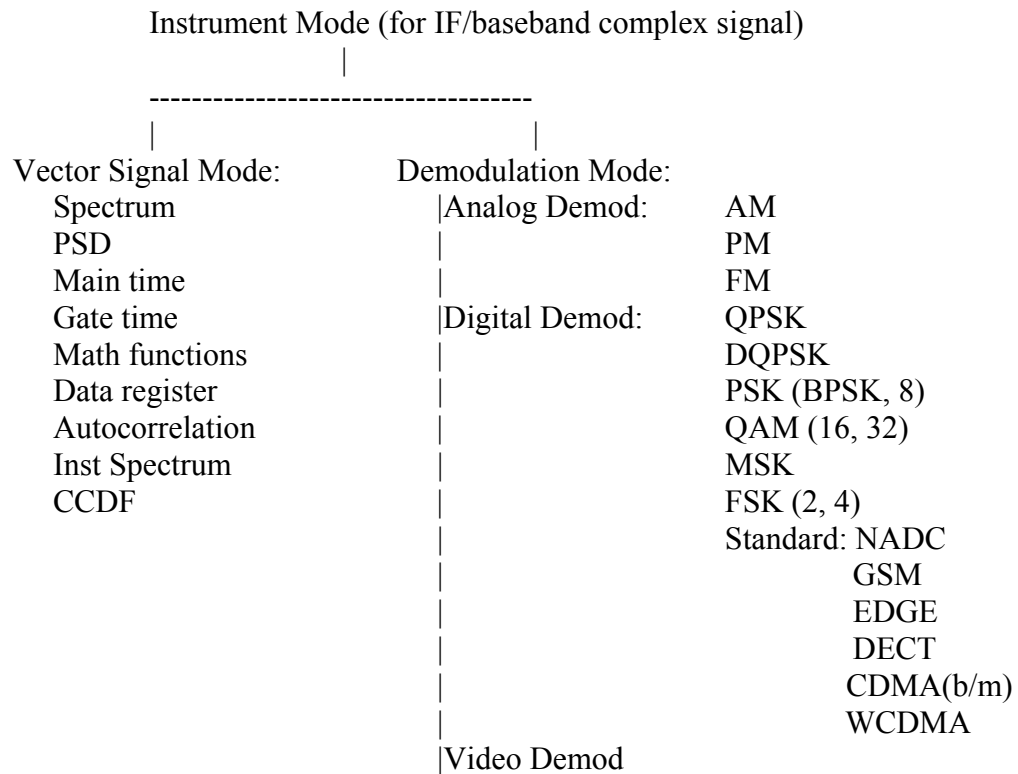 Instrument Mode (for IF/baseband complex signal)
|
------------------------------------
| |
Vector Signal Mode: Demodulation Mode:
Spectrum |Analog Demod: AM
PSD | PM
Main time | FM
Gate time |Digital Demod: QPSK
Math functions | DQPSK
Data register | PSK (BPSK, 8)
Autocorrelation | QAM (16, 32)
Inst Spectrum | MSK
CCDF | FSK (2, 4)
| Standard: NADC
| GSM
| EDGE
| DECT
| CDMA(b/m)
| WCDMA
|Video Demod